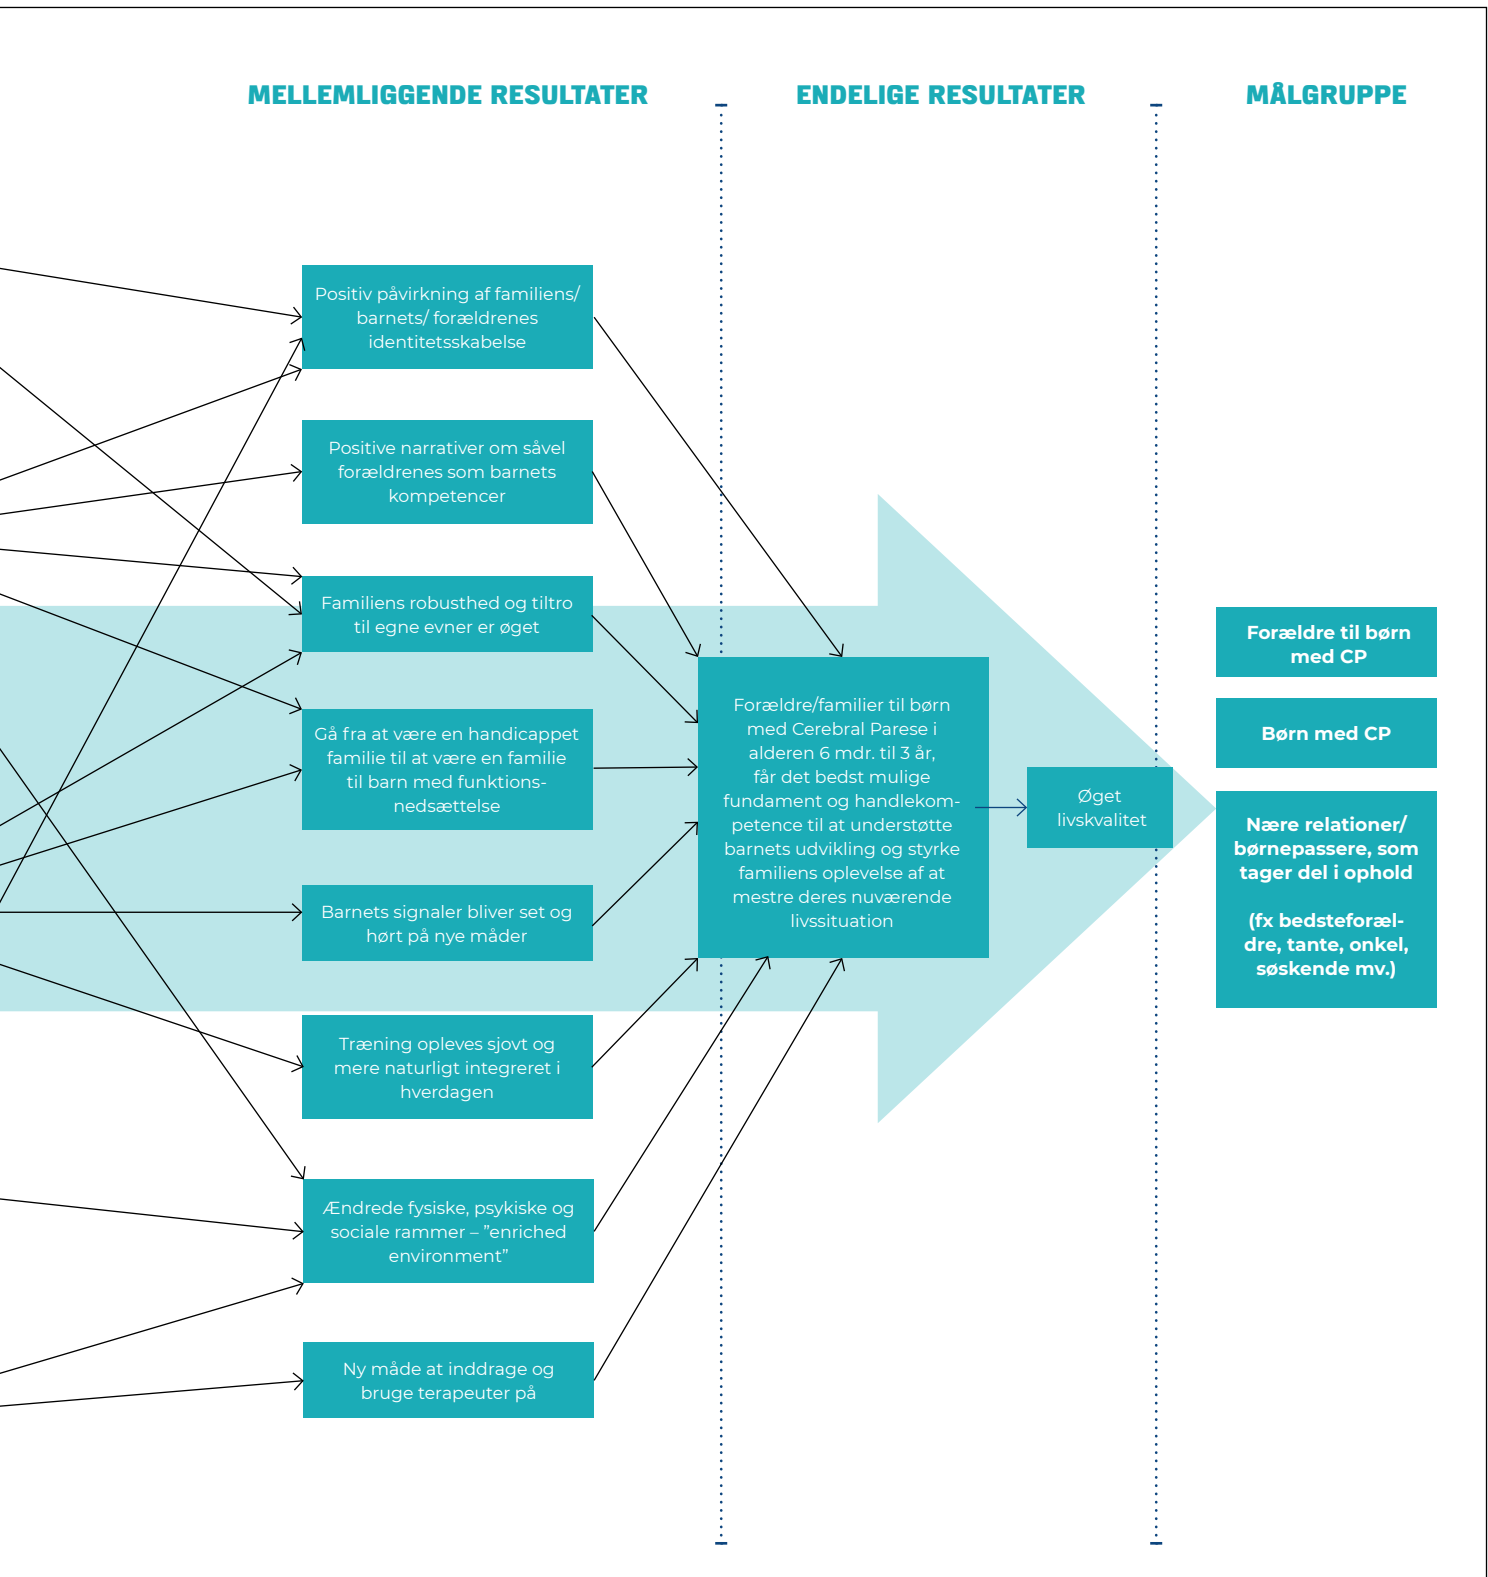 MELLEMLIGGENDE RESULTATER
Positiv påvirkning af familiens/
barnets/ forældrenes
identitetsskabelse
Positive narrativer om såvel
forældrenes som barnets
kompetencer
Familiens robusthed og tiltro
til egne evner er øget
Gå fra at være en handicappet
familie til at være en familie
til barn med funktions-
nedsættelse
Barnets signaler bliver set og
hørt på nye måder
Træning opleves sjovt og
mere naturligt integreret i
hverdagen
Ændrede fysiske, psykiske og
sociale rammer – ”enriched
environment”
Ny måde at inddrage og
bruge terapeuter på
ENDELIGE RESULTATER
Forældre/familier til børn
med Cerebral Parese i
alderen 6 mdr. til 3 år,
får det bedst mulige
fundament og handlekom-
petence til at understøtte
barnets udvikling og styrke
familiens oplevelse af at
mestre deres nuværende
livssituation
Øget
livskvalitet
MÅLGRUPPE
Forældre til børn
med CP
Børn med CP
Nære relationer/
børnepassere, som
tager del i ophold
(fx bedsteforæl-
dre, tante, onkel,
søskende mv.)